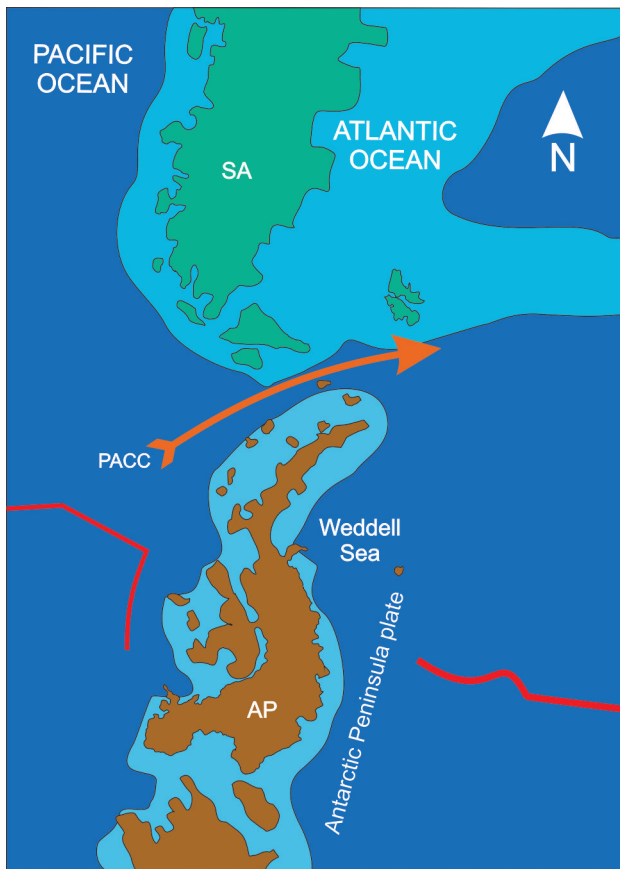 PACIFIC
OCEAN
ATLANTIC
OCEAN
N
SA
PACC
Weddell
Sea
Antarctic Peninsula plate
AP